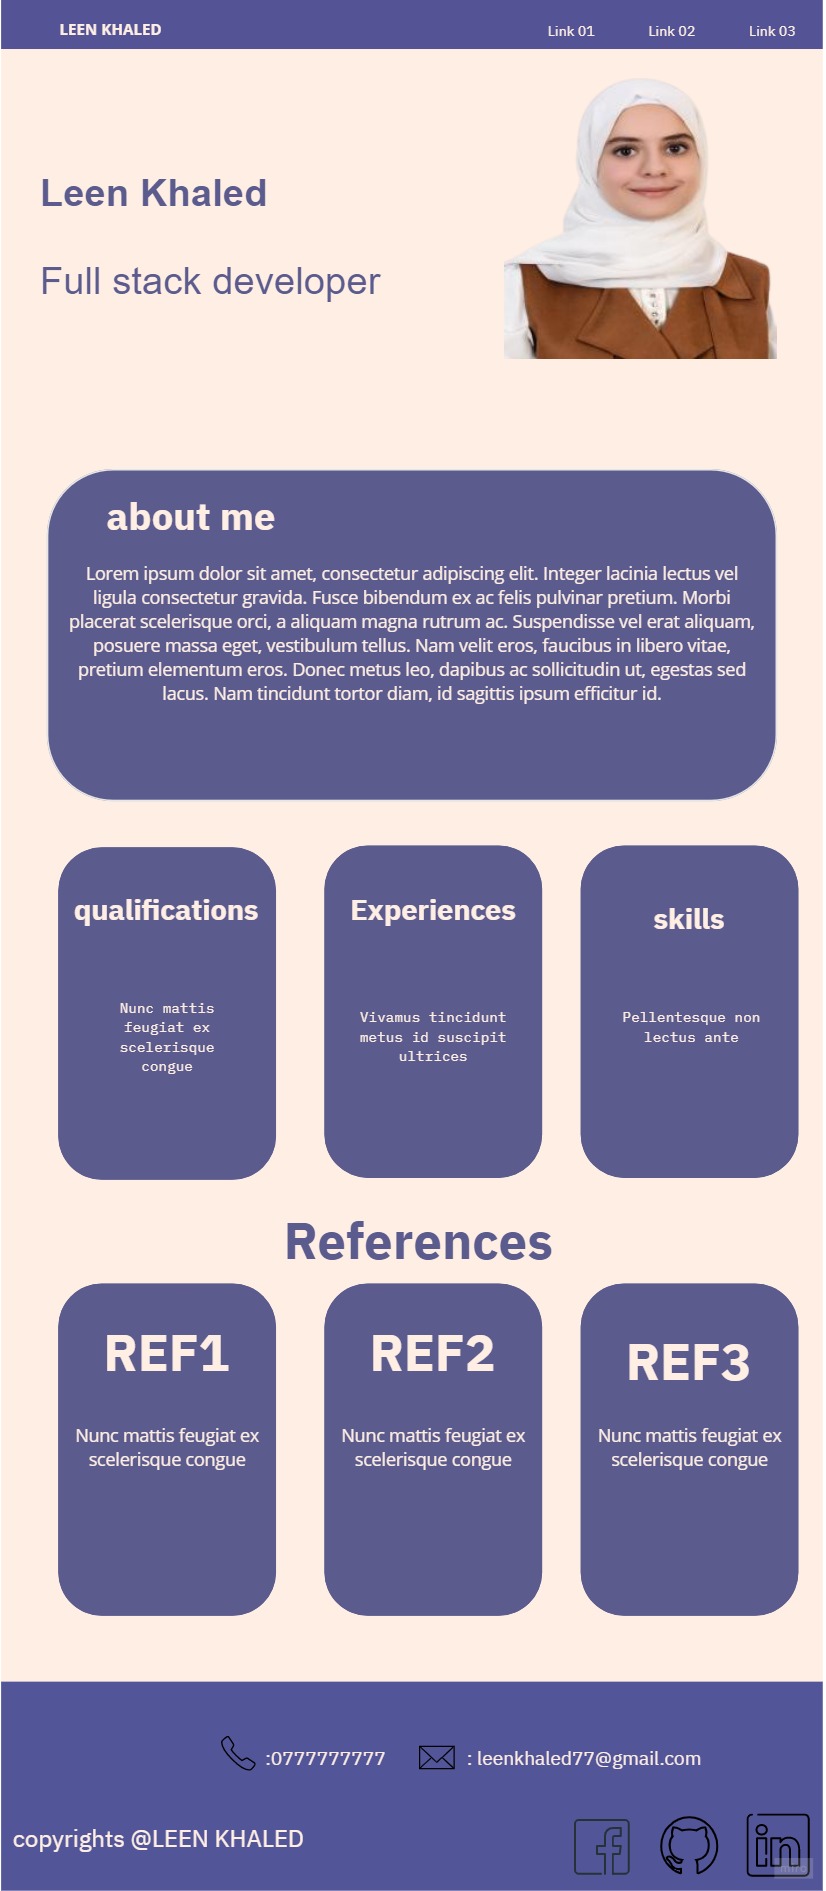 LEEN KHALED
Link 01
Link 02
Link 03
Leen Khaled
Full stack developer
about me
Lorem ipsum dolor sit amet, consectetur adipiscing elit. Integer lacinia lectus vel
ligula consectetur gravida. Fusce bibendum ex ac felis pulvinar pretium. Morbi
placerat scelerisque orci, a aliquam magna rutrum ac. Suspendisse vel erat aliquam,
posuere massa eget, vestibulum tellus. Nam velit eros, faucibus in libero vitae,
pretium elementum eros. Donec metus leo, dapibus ac sollicitudin ut, egestas sed
lacus. Nam tincidunt tortor diam, id sagittis ipsum efficitur id.
qualifications
Nunc mattis
feugiat ex
scelerisque
congue
Experiences
Vivamus tincidunt
metus id suscipit
ultrices
skills
Pellentesque non
lectus ante
References
REF1
Nunc mattis feugiat ex
scelerisque congue
REF2
Nunc mattis feugiat ex
scelerisque congue
REF3
Nunc mattis feugiat ex
scelerisque congue
:0777777777
: leenkhaled77@gmail.com
copyrights @LEEN KHALED
in
miro